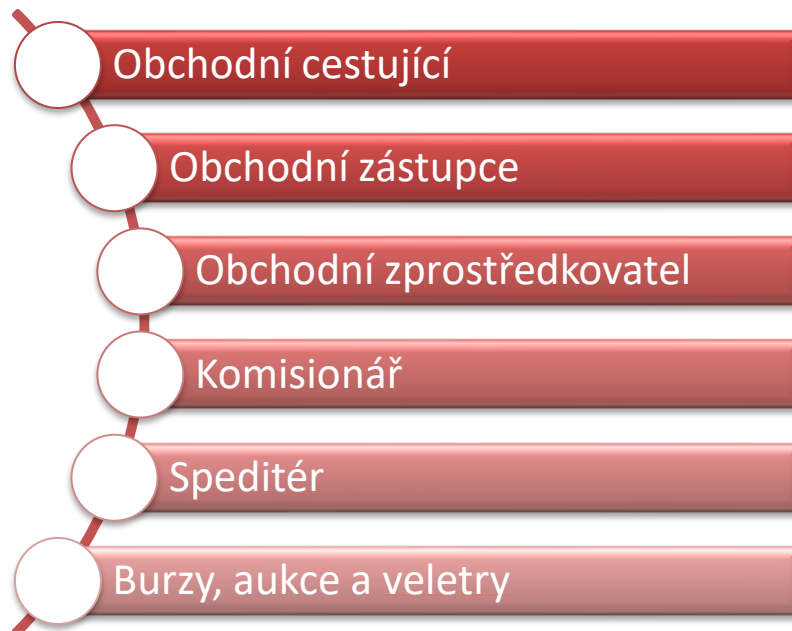 Obchodní cestující
Obchodní zástupce
Obchodní zprostředkovatel
Komisionář
Speditér
Burzy, aukce a veletry